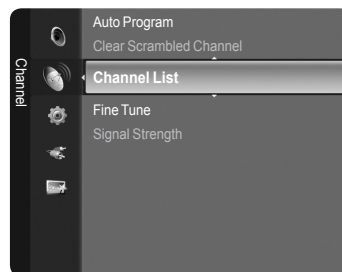 Channel
Auto Program
Clear Scrambled Channel
Channel List
Fine Tune
Signal Strength